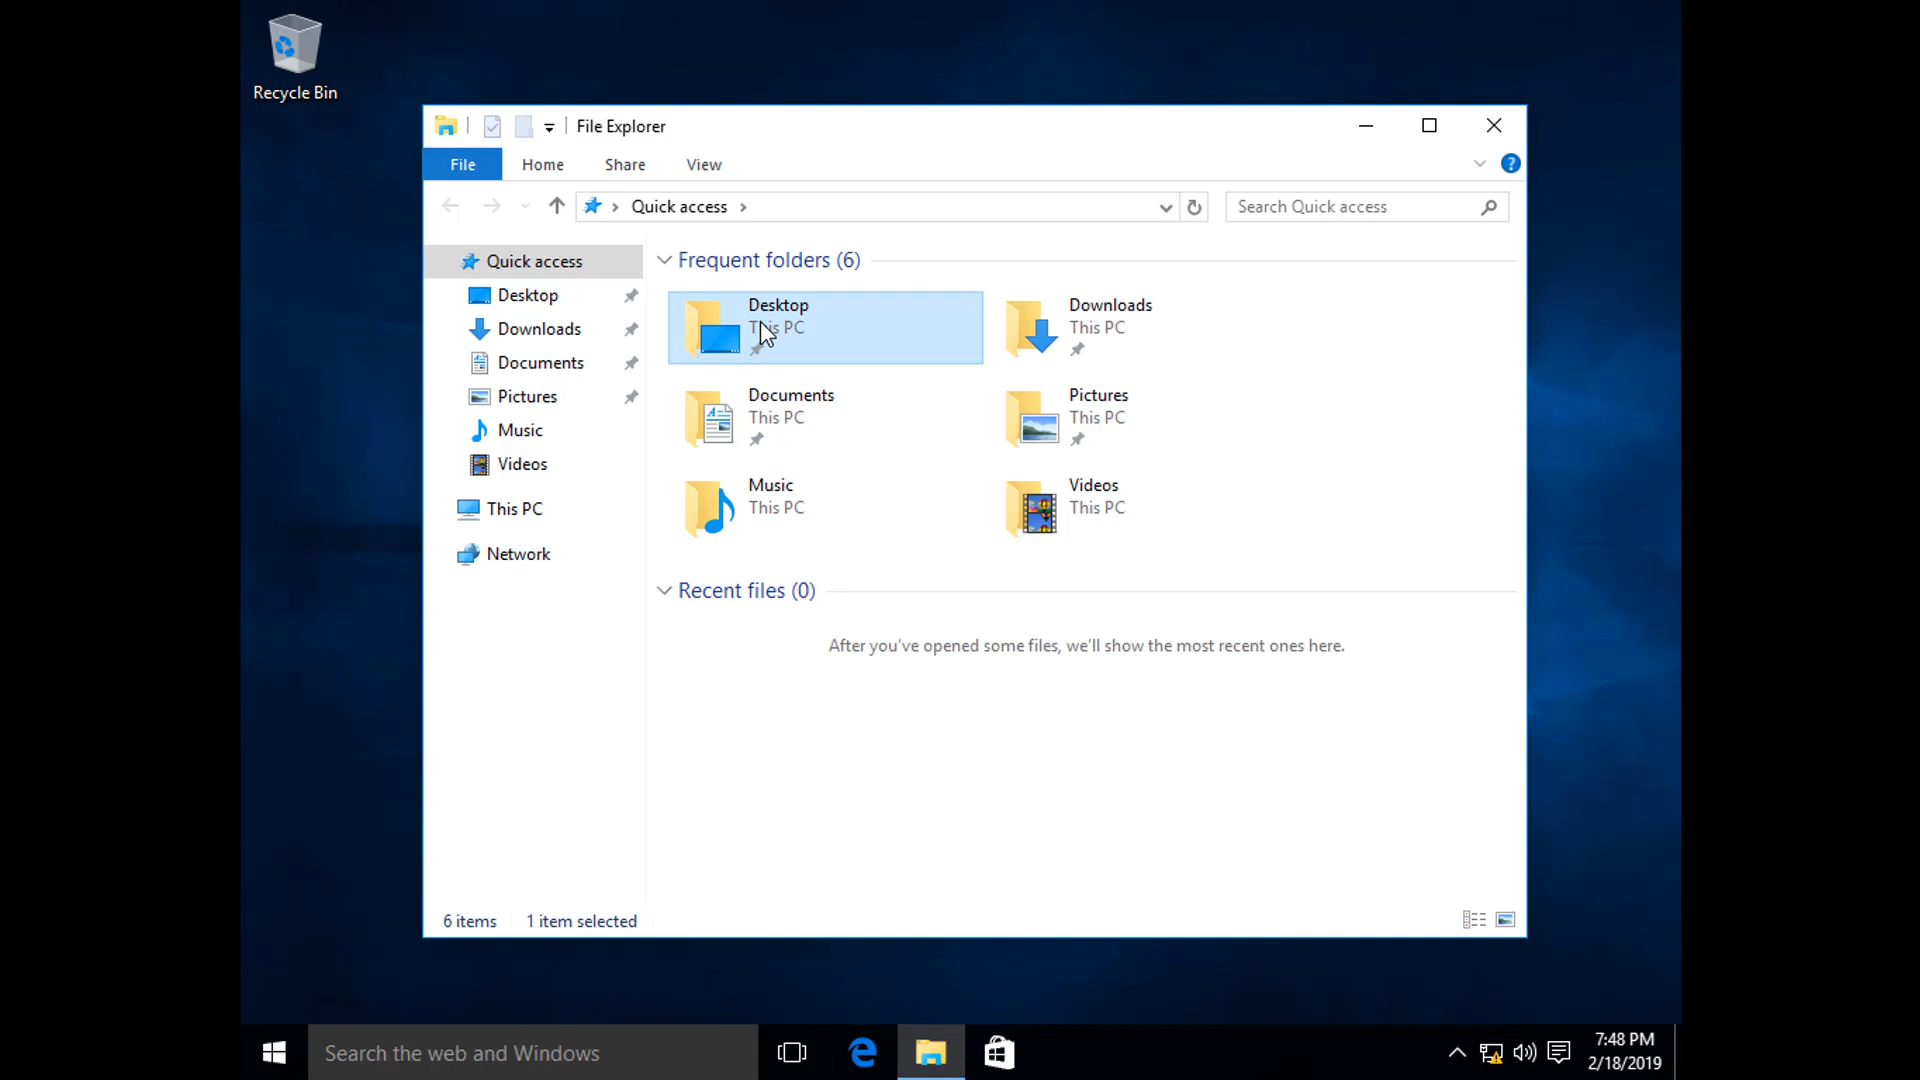 Recycle Bin
File Explorer
File Home Share View
Quick access
Search Quick access
Quick access
Desktop
Downloads
Documents
Pictures
Music
Videos
This PC
Network
Frequent folders (6)
Desktop
This PC
Downloads
This PC
Documents
This PC
Pictures
This PC
Music
This PC
Videos
This PC
Recent files (0)
After you've opened some files, we'll show the most recent ones here.
6 items 1 item selected
Search the web and Windows
7:48 PM
2/18/2019